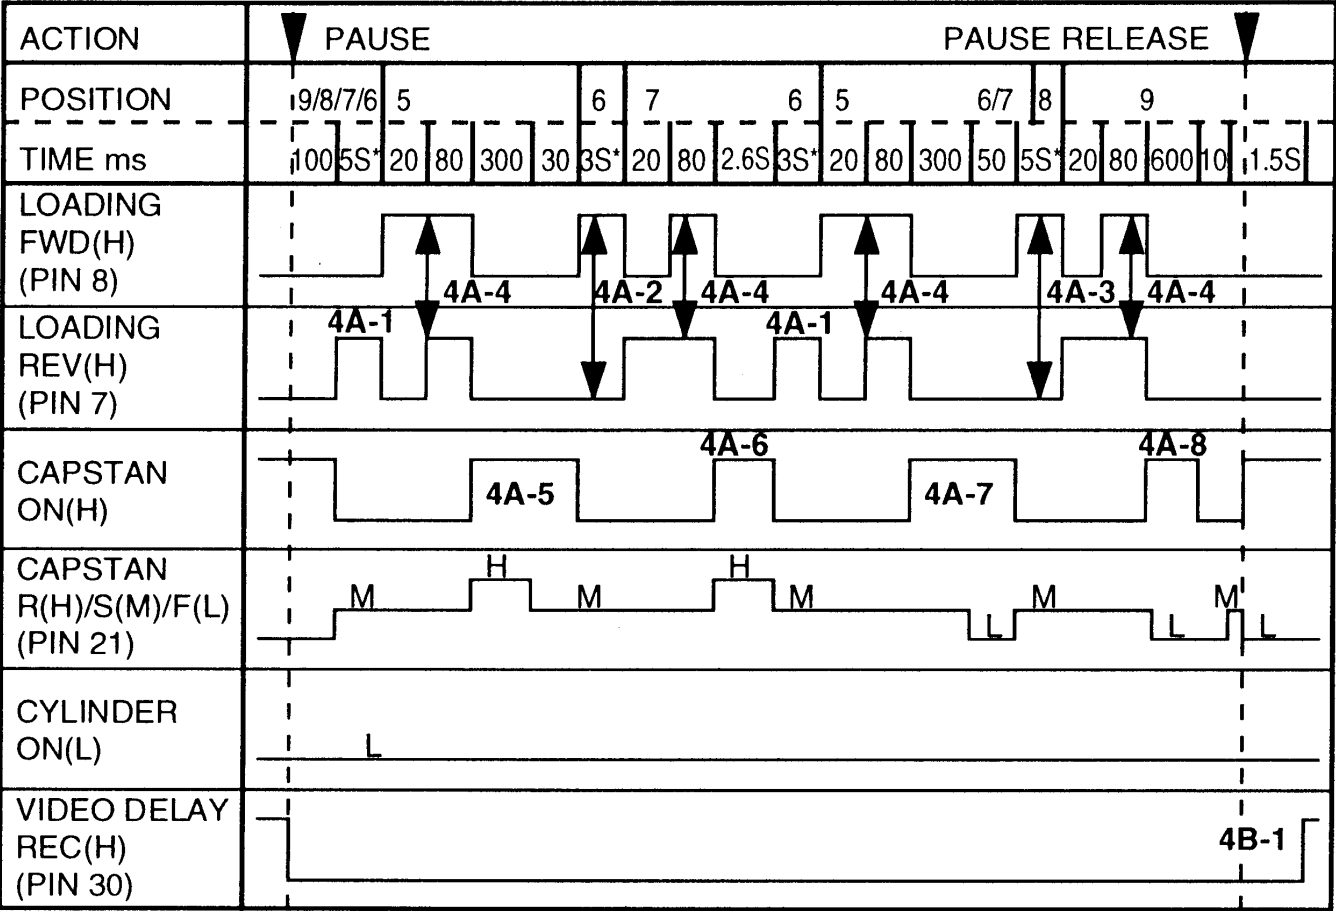 ACTION PAUSE PAUSE RELEASE
POSITION 9/8/7/6 5 6 7 6 5 6/7 8 9
TIME ms 100 5S* 20 80 300 30 3S* 20 80 2.6S 3S* 20 80 300 50 5S* 20 80 600 10 1.5S
LOADING
FWD(H)
(PIN 8)
4A-4 4A-2 4A-4 4A-4 4A-3 4A-4
LOADING
REV(H)
(PIN 7)
4A-1 4A-1
CAPSTAN
ON(H)
4A-5 4A-6 4A-7 4A-8
CAPSTAN
R(H)/S(M)/F(L)
(PIN 21)
M H M H M L M L M L
CYLINDER
ON(L)
L
VIDEO DELAY
REC(H)
(PIN 30)
4B-1